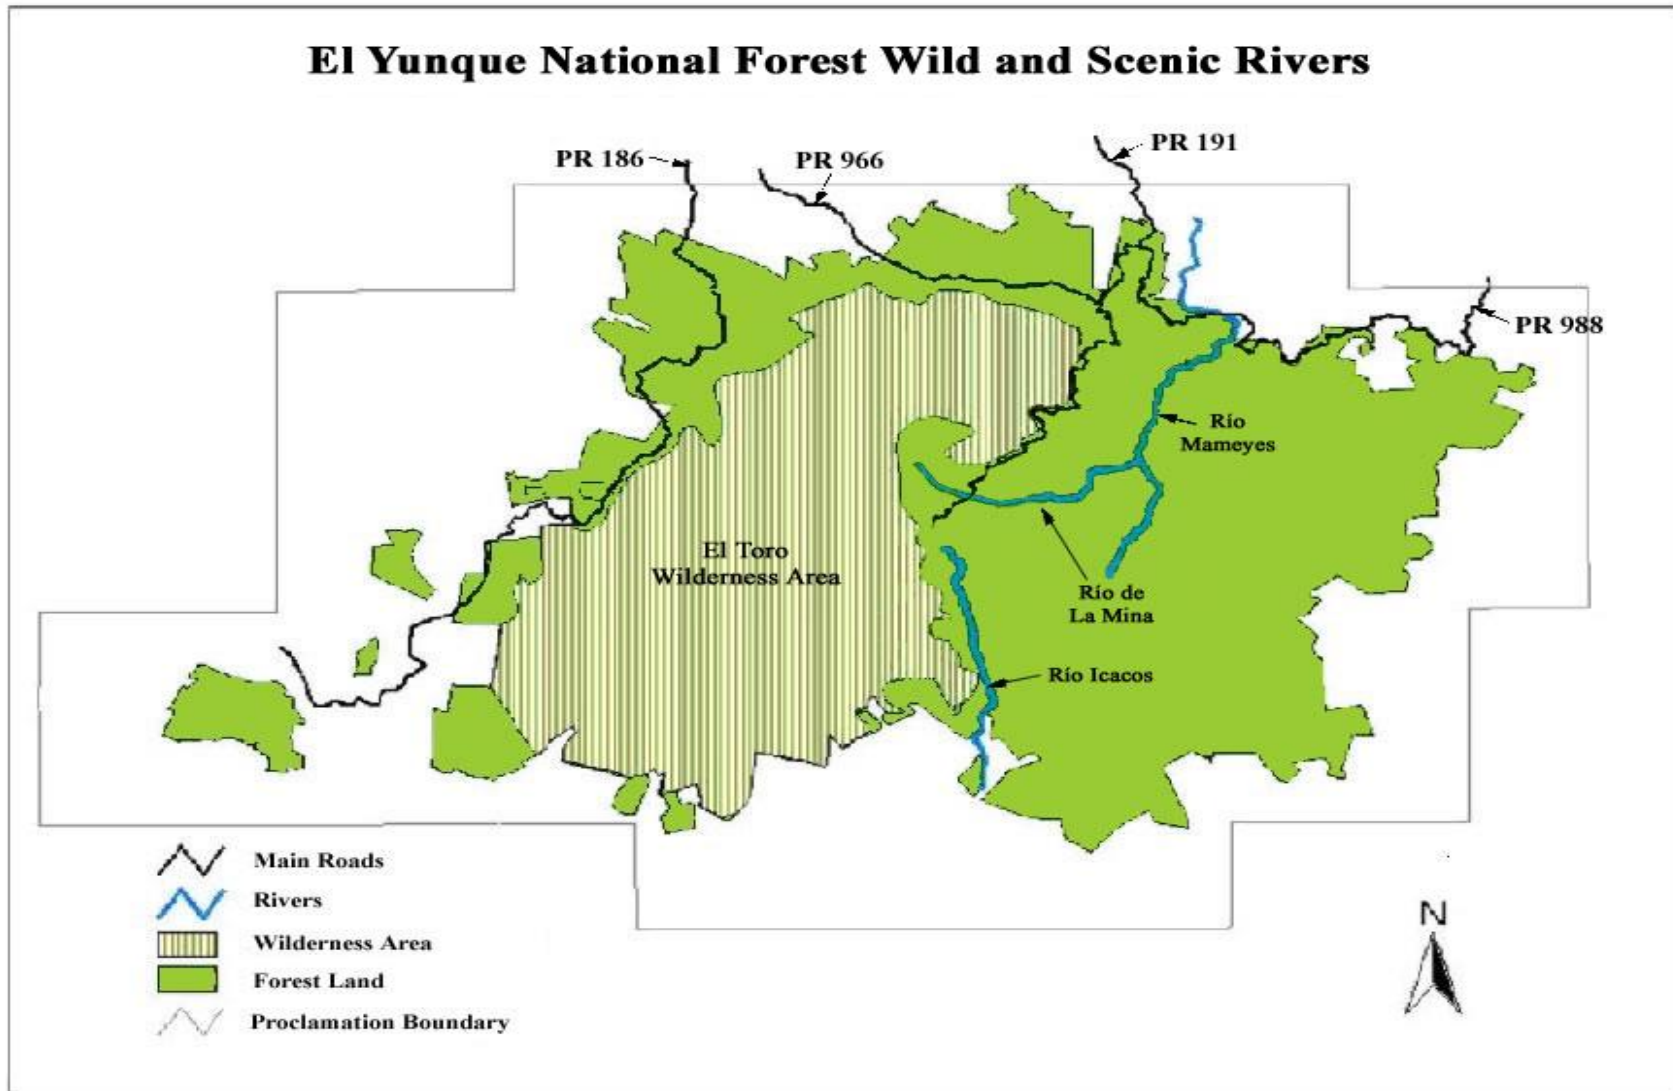 El Yunque National Forest Wild and Scenic Rivers
PR 186
PR 966
PR 191
PR 988
Río
Mameyes
El Toro
Wilderness Area
Río de
La Mina
Río Icacos
Main Roads
Rivers
Wilderness Area
Forest Land
Proclamation Boundary
N